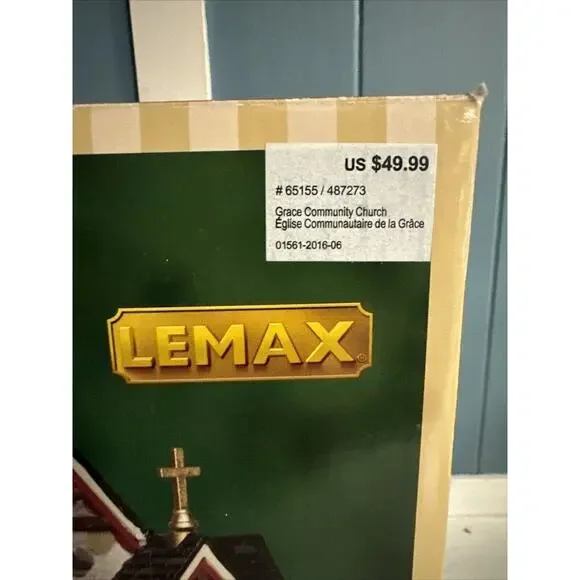 US $49.99
# 65155 / 487273
Grace Community Church
Église Communautaire de la Grâce
01561-2016-06
LEMAX®